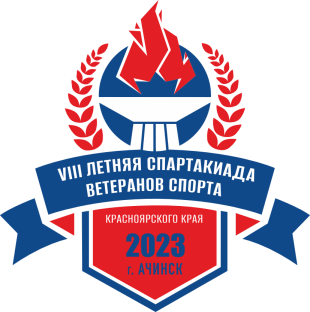 VIII ЛЕТНЯЯ СПАРТАКИАДА
ВЕТЕРАНОВ СПОРТА
КРАСНОЯРСКОГО КРАЯ
2023
г. АЧИНСК